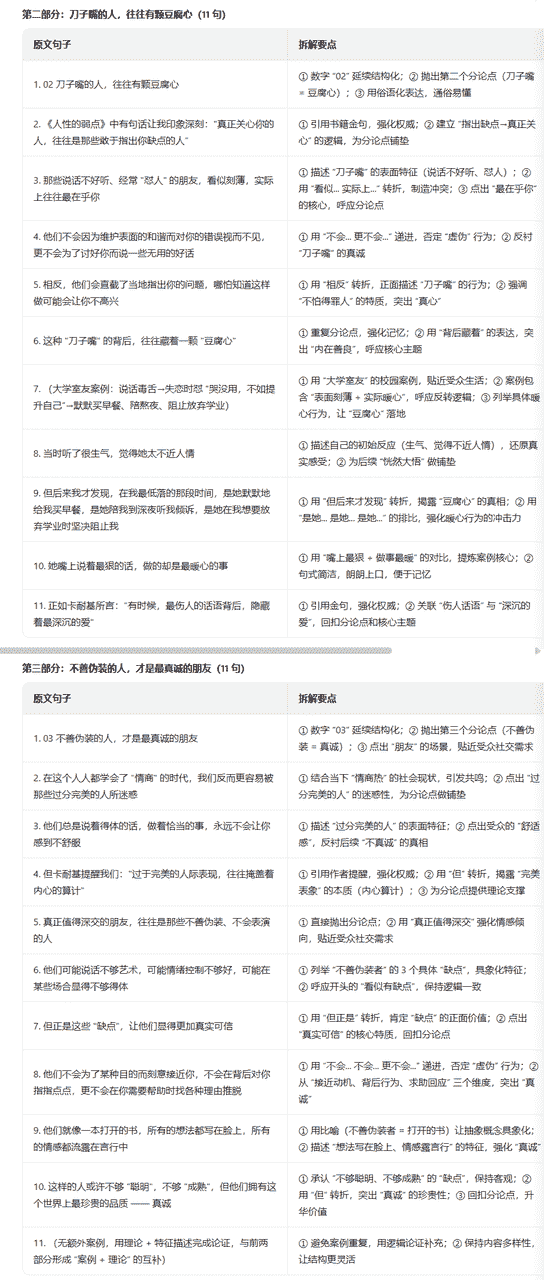 第二部分：刀子嘴的人，往往有颗豆腐心（11 句）
原文句子
拆解要点
1. 02 刀子嘴的人，往往有颗豆腐心
① 数字 “02” 延续结构化；② 抛出第二个分论点（刀子嘴
= 豆腐心）；③ 用俗语化表达，通俗易懂
2. 《人性的弱点》中有句话让我印象深刻：“真正关心你的
人，往往是那些敢于指出你缺点的人”
① 引用书籍金句，强化权威；② 建立 “指出缺点→真正关
心” 的逻辑，为分论点铺垫
3. 那些说话不好听、经常 “怼人” 的朋友，看似刻薄，实际
上往往最在乎你
① 描述 “刀子嘴” 的表面特征（说话不好听、怼人）；②
用 “看似... 实际上...” 转折，制造冲突；③ 点出 “最在乎你”
的核心，呼应分论点
4. 他们不会因为维护表面的和谐而对你的错误视而不见，
更不会为了讨好你而说一些无用的好话
① 用 “不会... 更不会...” 递进，否定 “虚伪” 行为；② 反衬
“刀子嘴” 的真诚
5. 相反，他们会直截了当地指出你的问题，哪怕知道这样
做可能会让你不高兴
① 用 “相反” 转折，正面描述 “刀子嘴” 的行为；② 强调
“不怕得罪人” 的特质，突出 “真心”
6. 这种 “刀子嘴” 的背后，往往藏着一颗 “豆腐心”
① 重复分论点，强化记忆；② 用 “背后藏着” 的表达，突
出 “内在善良”，呼应核心主题
7. （大学室友案例：说话毒舌→失恋时怼 “哭没用，不如提
升自己”→默默买早餐、陪熬夜、阻止放弃学业）
① 用 “大学室友” 的校园案例，贴近受众生活；② 案例包
含 “表面刻薄 + 实际暖心”，呼应反转逻辑；③ 列举具体暖
心行为，让 “豆腐心” 落地
8. 当时听了很生气，觉得她太不近人情
① 描述自己的初始反应（生气、觉得不近人情），还原真
实感受；② 为后续 “恍然大悟” 做铺垫
9. 但后来我才发现，在我最低落的那段时间，是她默默地
给我买早餐，是她陪我到深夜听我倾诉，是她在我想要放
弃学业时坚决阻止我
① 用 “但后来才发现” 转折，揭露 “豆腐心” 的真相；② 用
“是她... 是她... 是她...” 的排比，强化暖心行为的冲击力
10. 她嘴上说着最狠的话，做的却是最暖心的事
① 用 “嘴上最狠 + 做事最暖” 的对比，提炼案例核心；②
句式简洁，朗朗上口，便于记忆
11. 正如卡耐基所言：“有时候，最伤人的话语背后，隐藏
着最深沉的爱”
① 引用金句，强化权威；② 关联 “伤人话语” 与 “深沉的
爱”，回扣分论点和核心主题
第三部分：不善伪装的人，才是最真诚的朋友（11 句）
原文句子
拆解要点
1. 03 不善伪装的人，才是最真诚的朋友
① 数字 “03” 延续结构化；② 抛出第三个分论点（不善伪
装 = 真诚）；③ 点出 “朋友” 的场景，贴近受众社交需求
2. 在这个人人都学会了 “情商” 的时代，我们反而更容易被
那些过分完美的人所迷惑
① 结合当下 “情商热” 的社会现状，引发共鸣；② 点出 “过
分完美的人” 的迷惑性，为分论点做铺垫
3. 他们总是说着得体的话，做着恰当的事，永远不会让你
感到不舒服
① 描述 “过分完美的人” 的表面特征；② 点出受众的 “舒适
感”，反衬后续 “不真诚” 的真相
4. 但卡耐基提醒我们：“过于完美的人际表现，往往掩盖着
内心的算计”
① 引用作者提醒，强化权威；② 用 “但” 转折，揭露 “完美
表象” 的本质（内心算计）；③ 为分论点提供理论支撑
5. 真正值得深交的朋友，往往是那些不善伪装、不会表演
的人
① 直接抛出分论点；② 用 “真正值得深交” 强化情感倾
向，贴近受众社交需求
6. 他们可能说话不够艺术，可能情绪控制不够好，可能在
某些场合显得不够得体
① 列举 “不善伪装者” 的 3 个具体 “缺点”，具象化特征；
② 呼应开头的 “看似有缺点”，保持逻辑一致
7. 但正是这些 “缺点”，让他们显得更加真实可信
① 用 “但正是” 转折，肯定 “缺点” 的正面价值；② 点出
“真实可信” 的核心特质，回扣分论点
8. 他们不会为了某种目的而刻意接近你，不会在背后对你
指指点点，更不会在你需要帮助时找各种理由推脱
① 用 “不会... 不会... 更不会...” 递进，否定 “虚伪” 行为；②
从 “接近动机、背后行为、求助回应” 三个维度，突出 “真
诚”
9. 他们就像一本打开的书，所有的想法都写在脸上，所有
的情感都流露在言行中
① 用比喻（不善伪装者 = 打开的书）让抽象概念具象化；
② 描述 “想法写在脸上、情感露言行” 的特征，强化 “真诚”
10. 这样的人或许不够 “聪明”，不够 “成熟”，但他们拥有这
个世界上最珍贵的品质 —— 真诚
① 承认 “不够聪明、不够成熟” 的 “缺点”，保持客观；②
用 “但” 转折，突出 “真诚” 的珍贵性；③ 回扣分论点，升
华价值
11. （无额外案例，用理论 + 特征描述完成论证，与前两
部分形成 “案例 + 理论” 的互补）
① 避免案例重复，用逻辑论证补充；② 保持内容多样性，
让结构更灵活